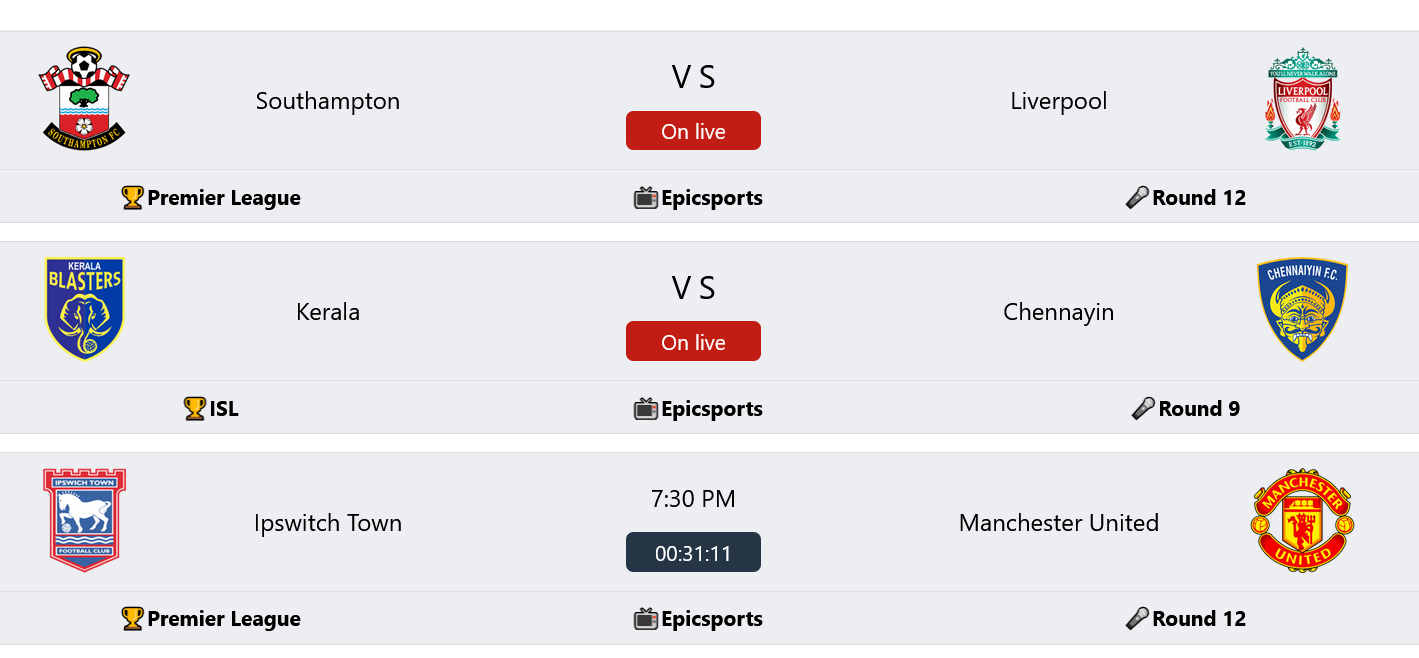 SOUTHAMPTON FC
Southampton
V S
On live
Liverpool
YOU'LL NEVER WALK ALONE
LIVERPOOL
FOOTBALL CLUB
EST·1892
🏆Premier League
📺Epicsports
🎤Round 12
KERALA
BLASTERS
Kerala
V S
On live
Chennayin
CHENNAIYIN F.C.
🏆ISL
📺Epicsports
🎤Round 9
IPSWICH TOWN
FOOTBALL CLUB
Ipswitch Town
7:30 PM
00:31:11
Manchester United
MANCHESTER
UNITED
🏆Premier League
📺Epicsports
🎤Round 12